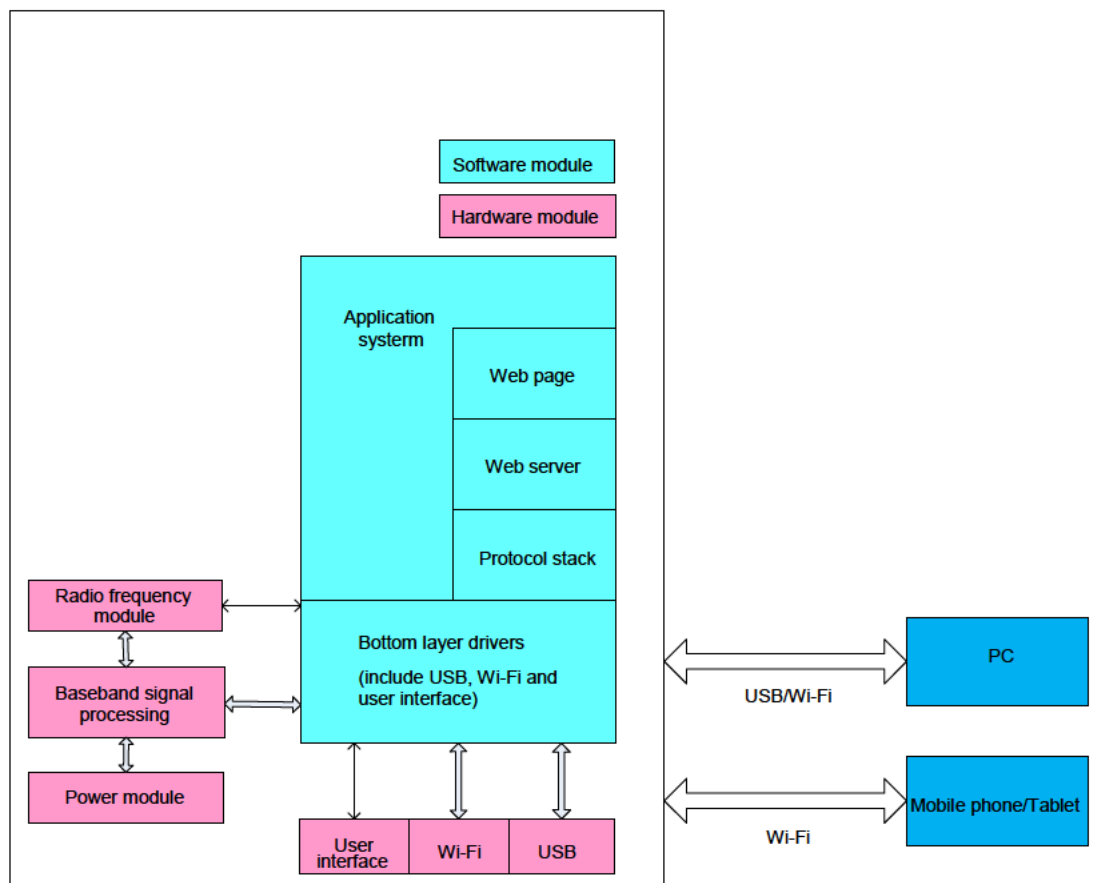 Software module
Hardware module
Application
systerm
Web page
Web server
Protocol stack
Radio frequency
module
Bottom layer drivers
(include USB, Wi-Fi and
user interface)
Baseband signal
processing
Power module
User
interface
Wi-Fi
USB
PC
USB/Wi-Fi
Mobile phone/Tablet
Wi-Fi